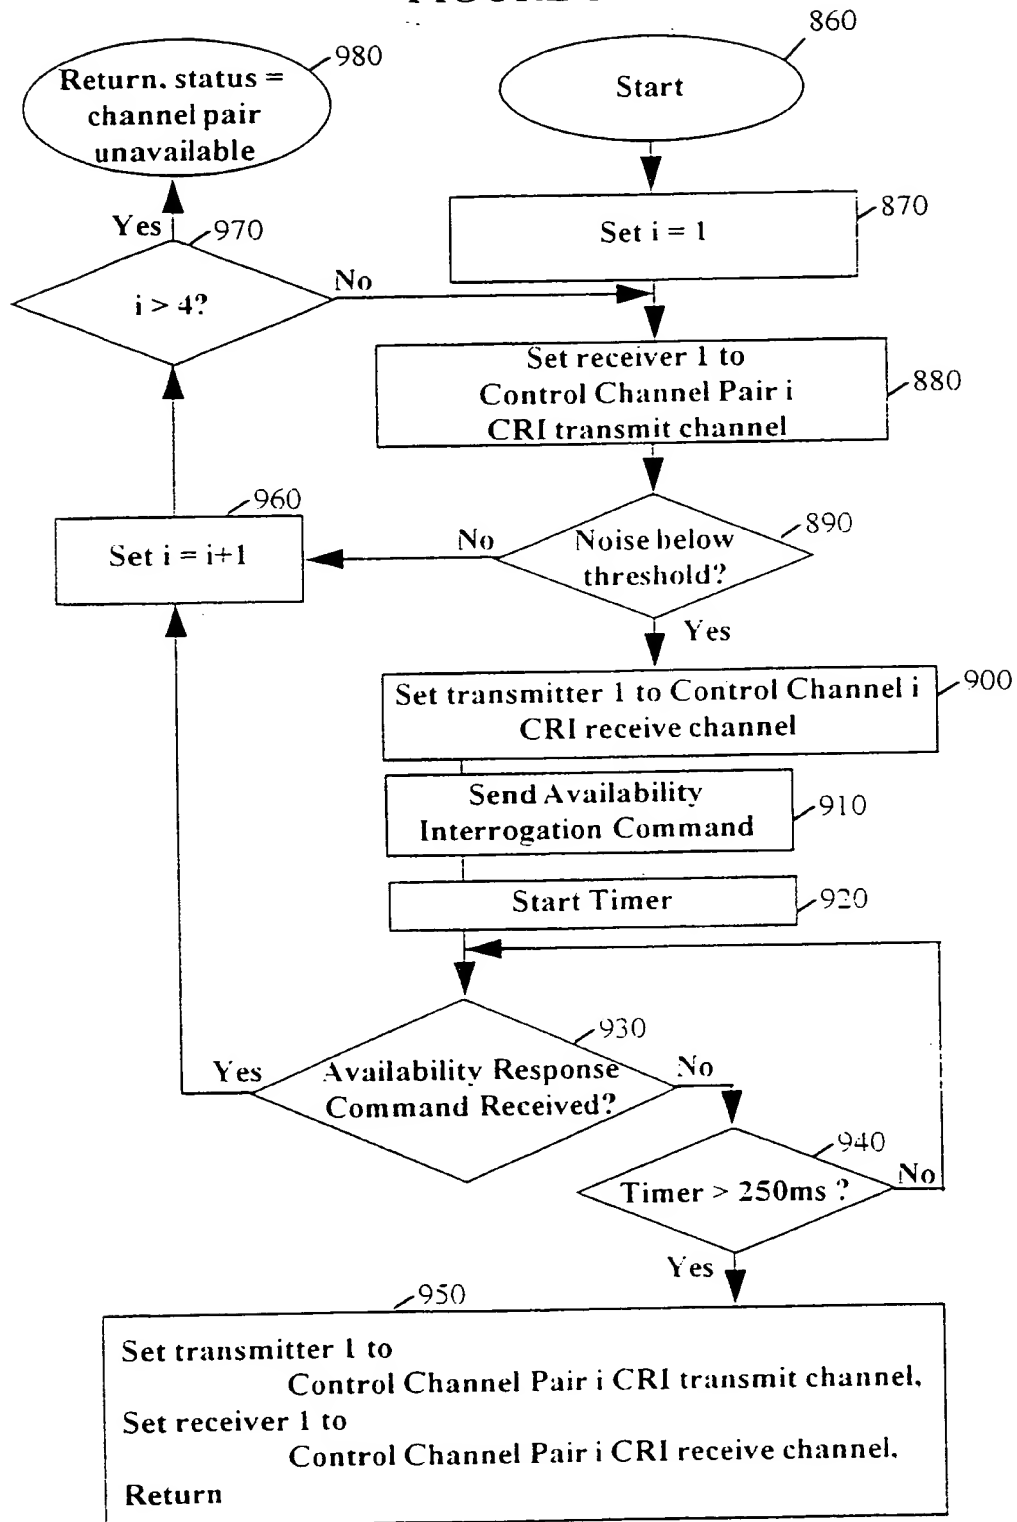 860
Start
980
Return. status =
channel pair
unavailable
870
Set i = 1
Yes
970
i > 4?
No
Set receiver 1 to
Control Channel Pair i
CRI transmit channel
880
960
Set i = i+1
No
890
Noise below
threshold?
Yes
Set transmitter 1 to Control Channel i
CRI receive channel
900
Send Availability
Interrogation Command
910
Start Timer
920
930
Yes
Availability Response
Command Received?
No
940
Timer > 250ms ?
No
Yes
950
Set transmitter 1 to
Control Channel Pair i CRI transmit channel.
Set receiver 1 to
Control Channel Pair i CRI receive channel.
Return